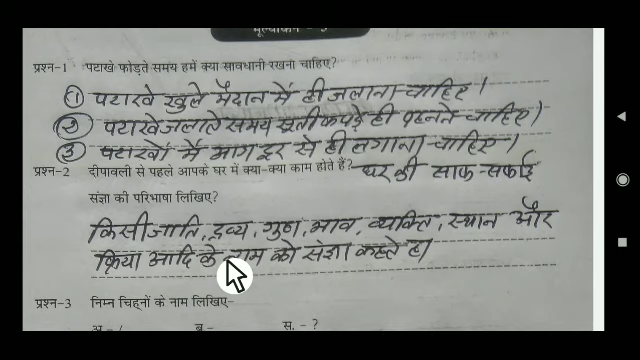 मूल्यांकन - 3
प्रश्न-1 पटाखे फोड़ते समय हमें क्या सावधानी रखना चाहिए?
① पटाखे खुले मैदान में ही जलाना चाहिए।
② पटाखे जलाते समय सूती कपड़े ही पहनने चाहिए।
③ पटाखों में आग दूर से ही लगाना चाहिए।
प्रश्न-2 दीपावली से पहले आपके घर में क्या-क्या काम होते हैं? घर की साफ-सफाई
संज्ञा की परिभाषा लिखिए?
किसी जाति, द्रव्य, गुण, भाव, व्यक्ति, स्थान और
क्रिया आदि के नाम को संज्ञा कहते हैं।
प्रश्न-3 निम्न चिह्नों के नाम लिखिए-
अ- / ब- स. - ?